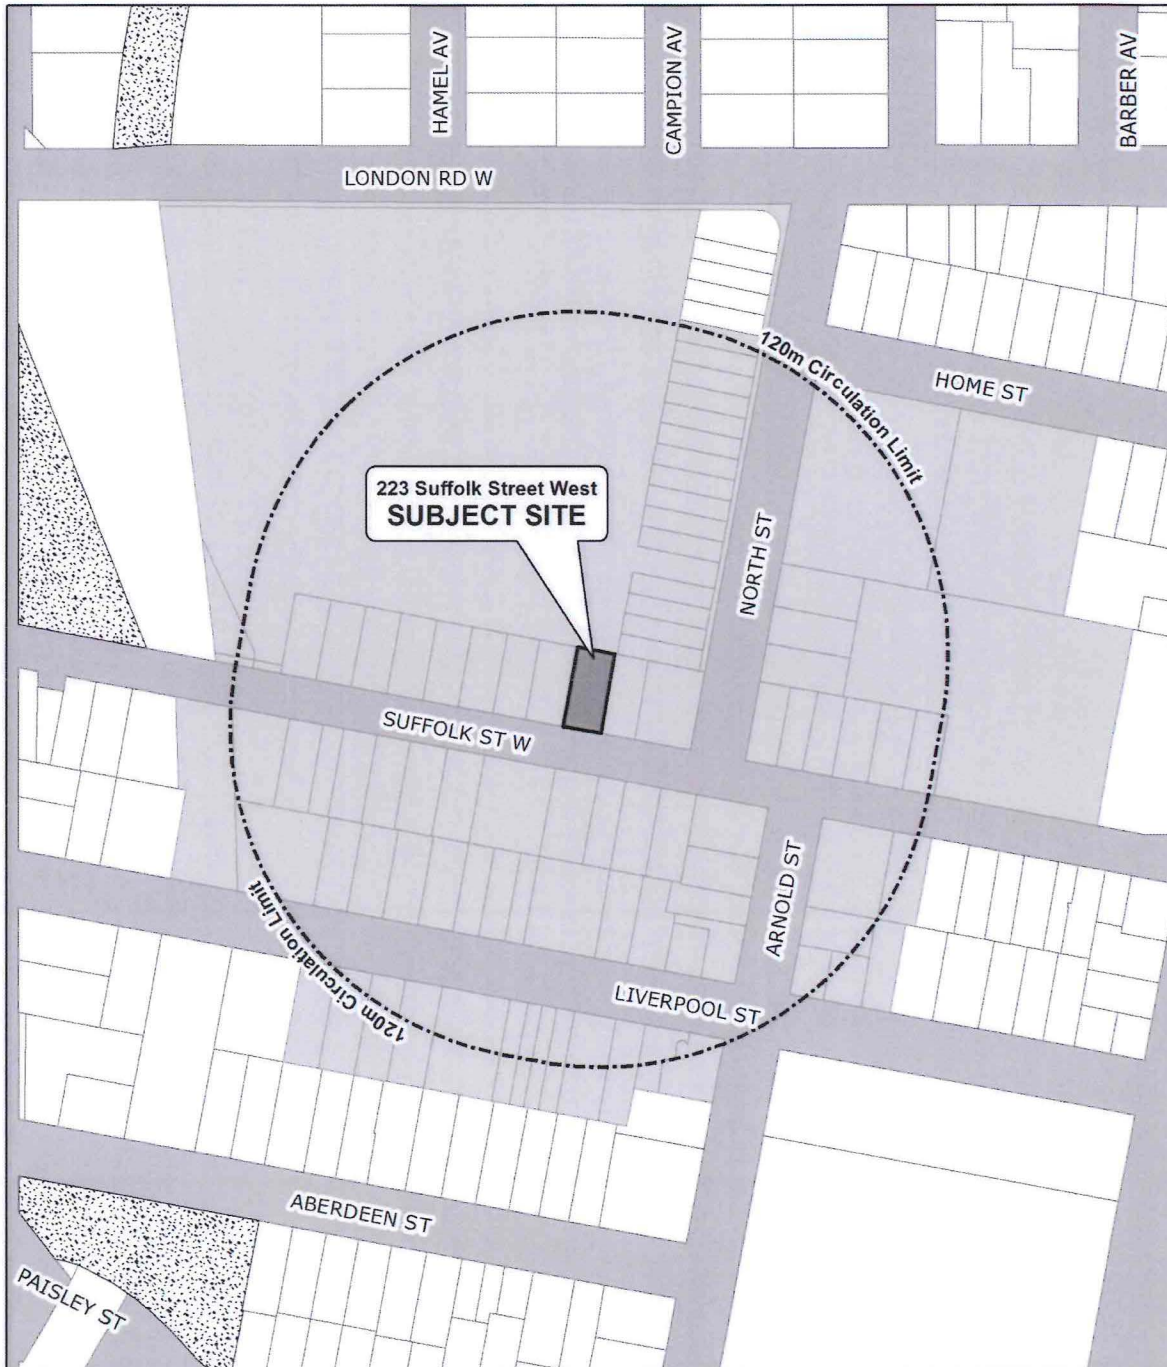 HAMEL AV
CAMPION AV
BARBER AV
LONDON RD W
120m Circulation Limit
HOME ST
223 Suffolk Street West
SUBJECT SITE
NORTH ST
SUFFOLK ST W
ARNOLD ST
120m Circulation Limit
LIVERPOOL ST
ABERDEEN ST
PAISLEY ST